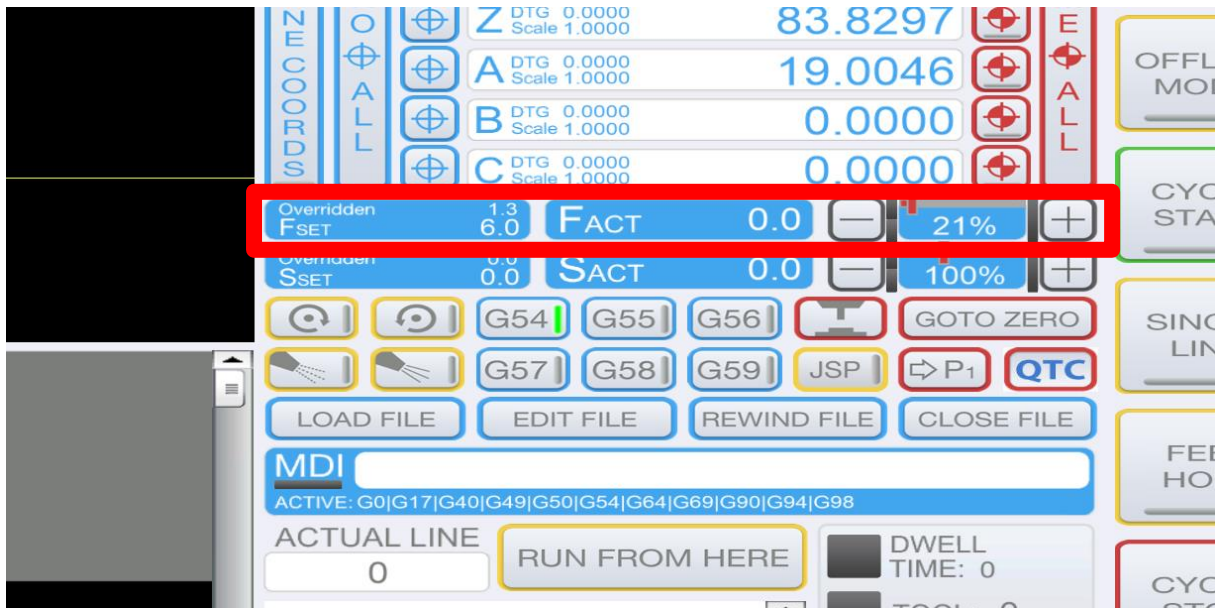 NE COORDS
O ALL
Z DTG 0.0000
Scale 1.0000
83.8297
A DTG 0.0000
Scale 1.0000
19.0046
B DTG 0.0000
Scale 1.0000
0.0000
C DTG 0.0000
Scale 1.0000
0.0000
E ALL
Overridden 1.3
FSET 6.0
FACT 0.0
21%
Overridden 0.0
SSET 0.0
SACT 0.0
100%
G54 G55 G56 GOTO ZERO
G57 G58 G59 JSP P1 QTC
LOAD FILE EDIT FILE REWIND FILE CLOSE FILE
MDI
ACTIVE: G0|G17|G40|G49|G50|G54|G64|G69|G90|G94|G98
ACTUAL LINE
0
RUN FROM HERE
DWELL
TIME: 0
OFFL
MO
CYC
STA
SING
LIN
FEE
HO
CYC